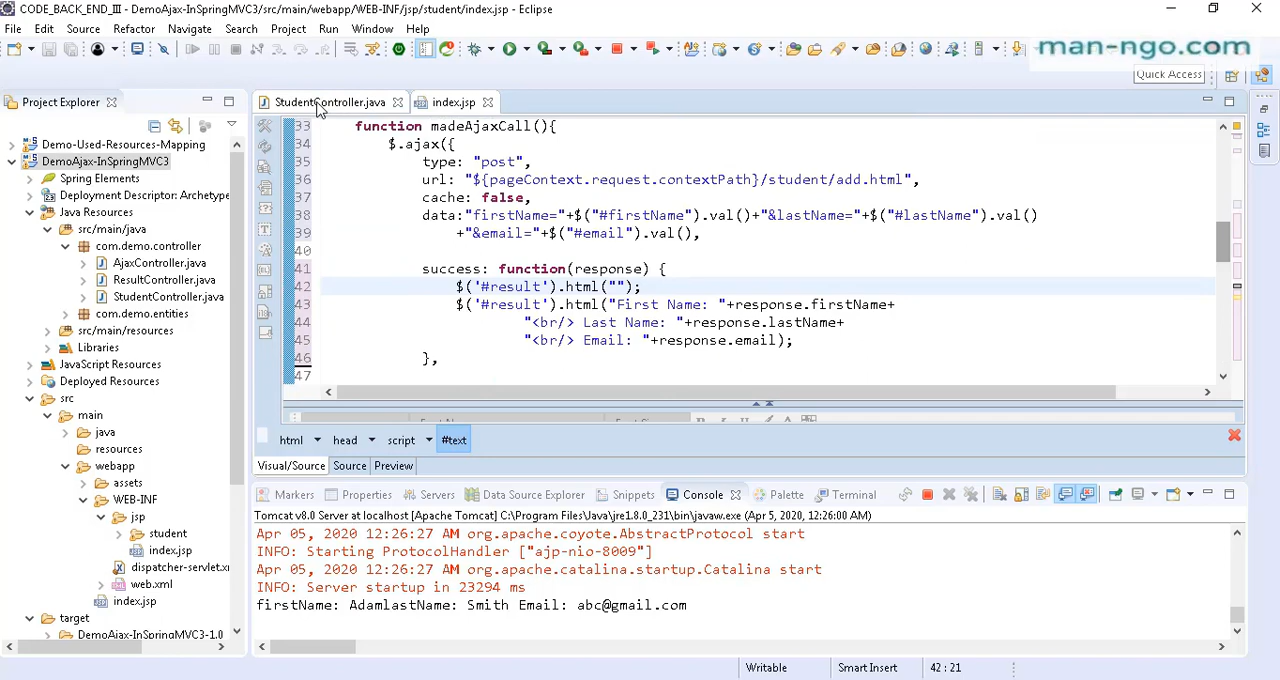 CODE_BACK_END_III - DemoAjax-InSpringMVC3/src/main/webapp/WEB-INF/jsp/student/index.jsp - Eclipse
File Edit Source Refactor Navigate Search Project Run Window Help
man-ngo.com
Quick Access
Project Explorer
StudentController.java
index.jsp
Demo-Used-Resources-Mapping
DemoAjax-InSpringMVC3
Spring Elements
Deployment Descriptor: Archetype
Java Resources
src/main/java
com.demo.controller
AjaxController.java
ResultController.java
StudentController.java
com.demo.entities
src/main/resources
Libraries
JavaScript Resources
Deployed Resources
src
main
java
resources
webapp
assets
WEB-INF
jsp
student
index.jsp
dispatcher-servlet.xm
web.xml
index.jsp
target
DemoAjax-InSpringMVC3-1.0
33 function madeAjaxCall(){
34 $.ajax({
35 type: "post",
36 url: "${pageContext.request.contextPath}/student/add.html",
37 cache: false,
38 data:"firstName="+$("#firstName").val()+"&lastName="+$("#lastName").val()
39 +"&email="+$("#email").val(),
40
41 success: function(response) {
42 $('#result').html("");
43 $('#result').html("First Name: "+response.firstName+
44 "<br/> Last Name: "+response.lastName+
45 "<br/> Email: "+response.email);
46 },
47
html head script #text
Visual/Source Source Preview
Markers Properties Servers Data Source Explorer Snippets Console Palette Terminal
Tomcat v8.0 Server at localhost [Apache Tomcat] C:\Program Files\Java\jre1.8.0_231\bin\javaw.exe (Apr 5, 2020, 12:26:00 AM)
Apr 05, 2020 12:26:27 AM org.apache.coyote.AbstractProtocol start
INFO: Starting ProtocolHandler ["ajp-nio-8009"]
Apr 05, 2020 12:26:27 AM org.apache.catalina.startup.Catalina start
INFO: Server startup in 23294 ms
firstName: AdamlastName: Smith Email: abc@gmail.com
Writable Smart Insert 42 : 21